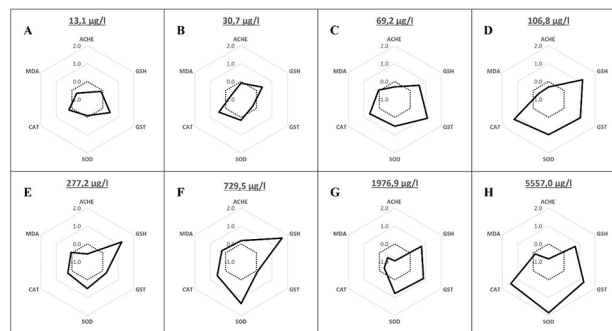 13,1 µg/l
A
ACHE
2.0
1.0
0.0
-1.0
MDA
GSH
CAT
GST
SOD
30,7 µg/l
B
ACHE
2.0
1.0
0.0
-1.0
MDA
GSH
CAT
GST
SOD
69,2 µg/l
C
ACHE
2.0
1.0
0.0
-1.0
MDA
GSH
CAT
GST
SOD
106,8 µg/l
D
ACHE
2.0
1.0
0.0
-1.0
MDA
GSH
CAT
GST
SOD
277,2 µg/l
E
ACHE
2.0
1.0
0.0
-1.0
MDA
GSH
CAT
GST
SOD
729,5 µg/l
F
ACHE
2.0
1.0
0.0
-1.0
MDA
GSH
CAT
GST
SOD
1976,9 µg/l
G
ACHE
2.0
1.0
0.0
-1.0
MDA
GSH
CAT
GST
SOD
5557,0 µg/l
H
ACHE
2.0
1.0
0.0
-1.0
MDA
GSH
CAT
GST
SOD